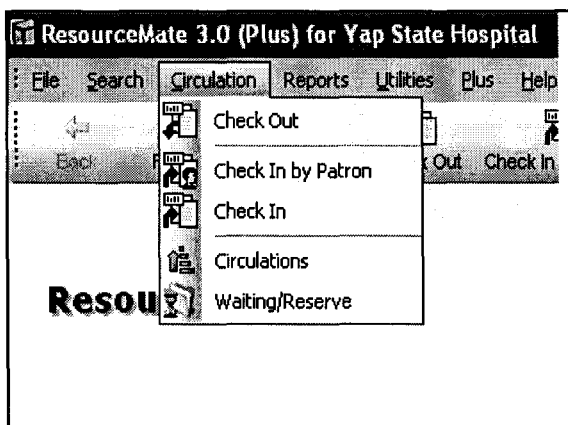 ResourceMate 3.0 (Plus) for Yap State Hospital
File Search Circulation Reports Utilities Plus Help
Check Out
Back Out Check In
Check In by Patron
Check In
Circulations
Resou
Waiting/Reserve